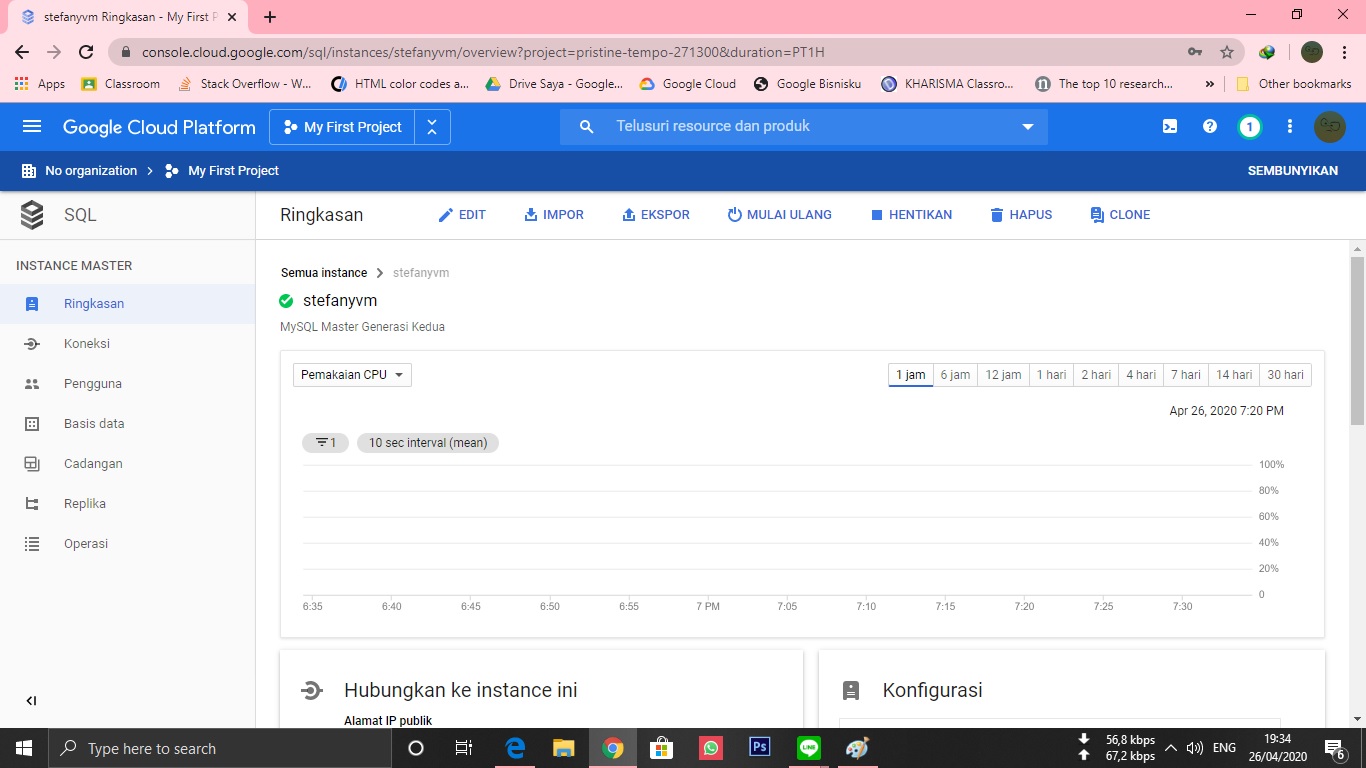 stefanyvm Ringkasan - My First P
console.cloud.google.com/sql/instances/stefanyvm/overview?project=pristine-tempo-271300&duration=PT1H
Apps Classroom Stack Overflow - W... HTML color codes a... Drive Saya - Google... Google Cloud Google Bisnisku KHARISMA Classro... The top 10 research... » Other bookmarks
Google Cloud Platform My First Project Telusuri resource dan produk 1
No organization My First Project SEMBUNYIKAN
SQL Ringkasan EDIT IMPOR EKSPOR MULAI ULANG HENTIKAN HAPUS CLONE
INSTANCE MASTER
Ringkasan
Koneksi
Pengguna
Basis data
Cadangan
Replika
Operasi
Semua instance stefanyvm
stefanyvm
MySQL Master Generasi Kedua
Pemakaian CPU 1 jam 6 jam 12 jam 1 hari 2 hari 4 hari 7 hari 14 hari 30 hari
Apr 26, 2020 7:20 PM
1 10 sec interval (mean)
100%
80%
60%
40%
20%
0
6:35 6:40 6:45 6:50 6:55 7 PM 7:05 7:10 7:15 7:20 7:25 7:30
Hubungkan ke instance ini
Alamat IP publik
Konfigurasi
Type here to search
Ps
LINE
56,8 kbps
67,2 kbps
ENG
19:34
26/04/2020
6